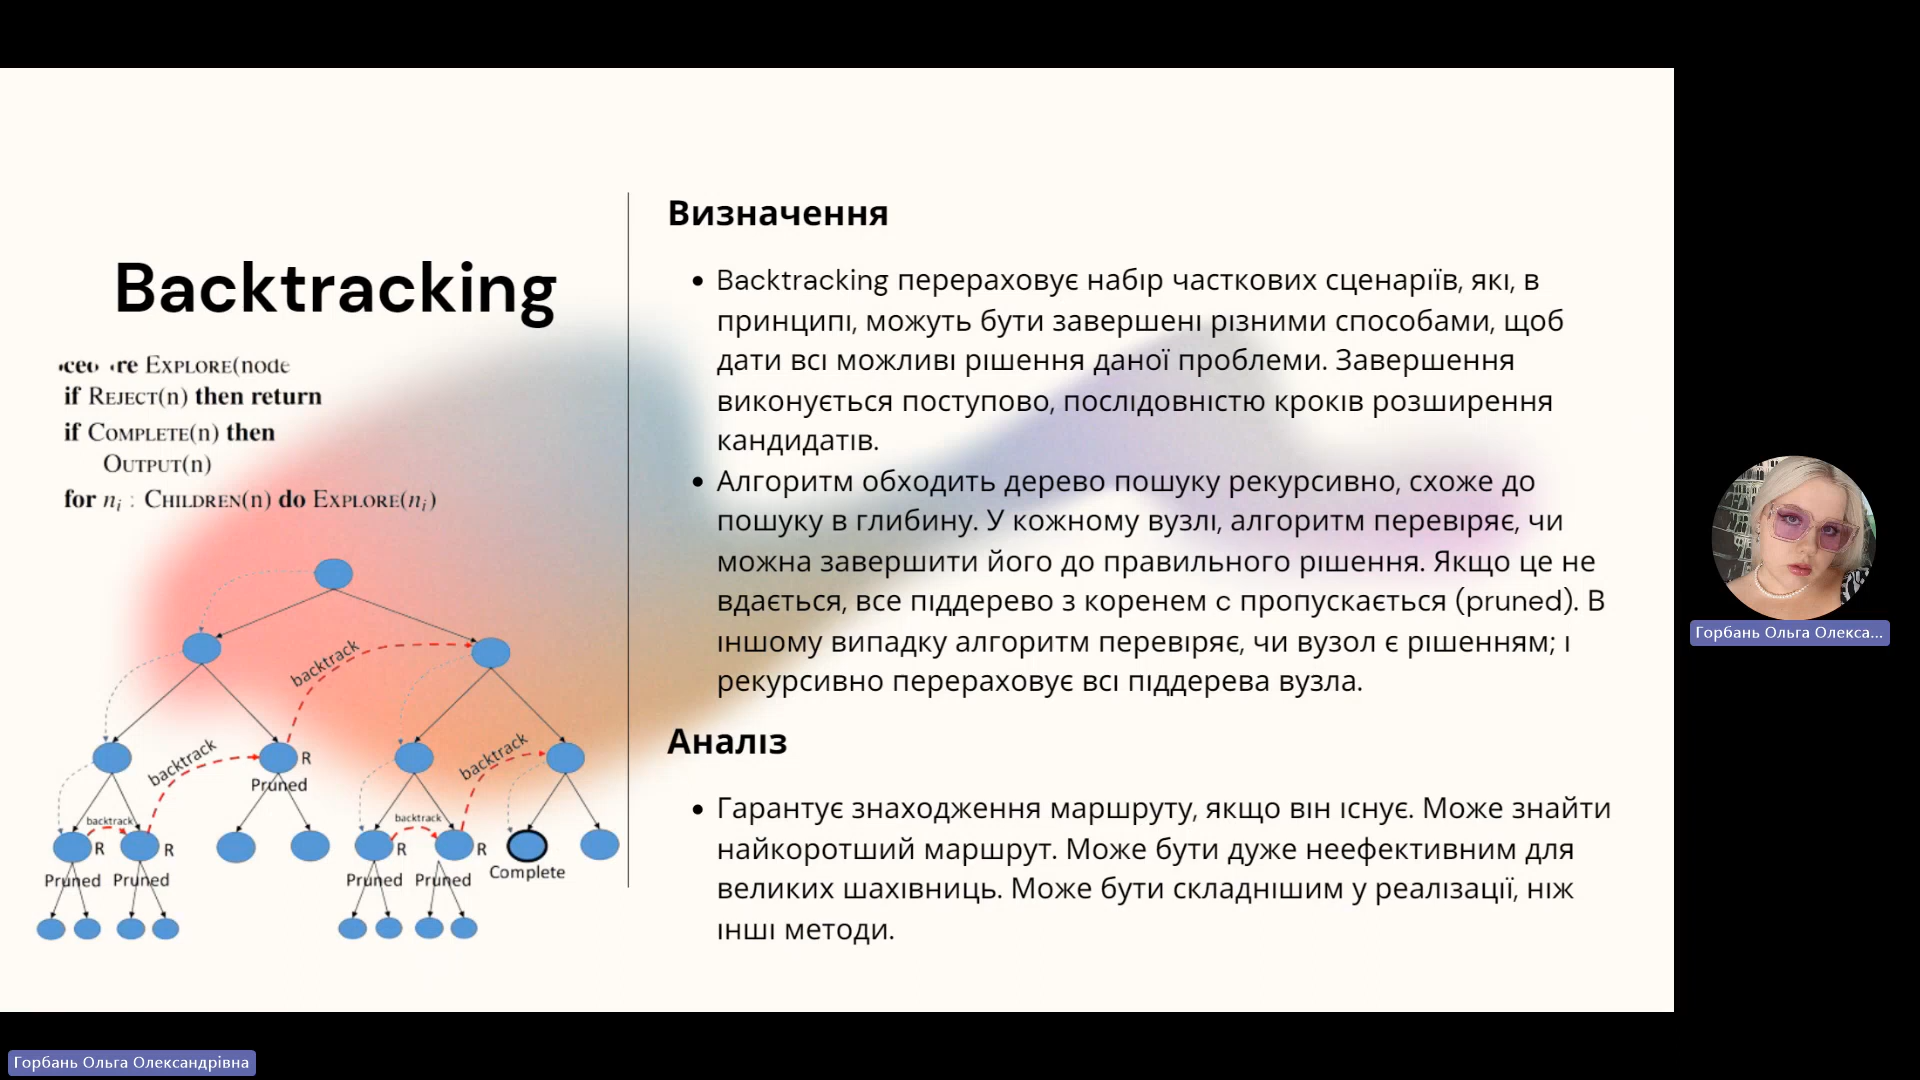 Backtracking
re EXPLORE(node
if REJECT(n) then return
if COMPLETE(n) then
OUTPUT(n)
for nᵢ : CHILDREN(n) do EXPLORE(nᵢ)
backtrack
backtrack
backtrack
R
Pruned
backtrack
backtrack
R
R
R
R
Complete
Pruned
Pruned
Pruned
Pruned
Визначення
• Backtracking перераховує набір часткових сценаріїв, які, в
принципі, можуть бути завершені різними способами, щоб
дати всі можливі рішення даної проблеми. Завершення
виконується поступово, послідовністю кроків розширення
кандидатів.
• Алгоритм обходить дерево пошуку рекурсивно, схоже до
пошуку в глибину. У кожному вузлі, алгоритм перевіряє, чи
можна завершити його до правильного рішення. Якщо це не
вдається, все піддерево з коренем c пропускається (pruned). В
іншому випадку алгоритм перевіряє, чи вузол є рішенням; і
рекурсивно перераховує всі піддерева вузла.
Аналіз
• Гарантує знаходження маршруту, якщо він існує. Може знайти
найкоротший маршрут. Може бути дуже неефективним для
великих шахівниць. Може бути складнішим у реалізації, ніж
інші методи.
Горбань Ольга Олекса...
Горбань Ольга Олександрівна